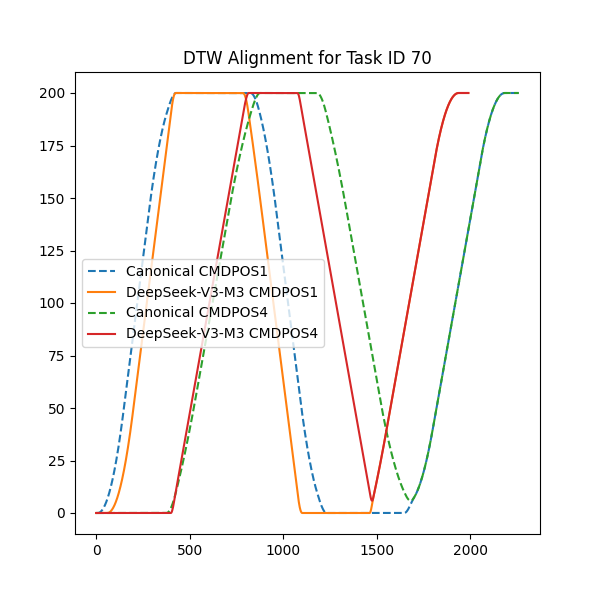 DTW Alignment for Task ID 70
200
175
150
125
100
75
50
25
0
Canonical CMDPOS1
DeepSeek-V3-M3 CMDPOS1
Canonical CMDPOS4
DeepSeek-V3-M3 CMDPOS4
0 500 1000 1500 2000